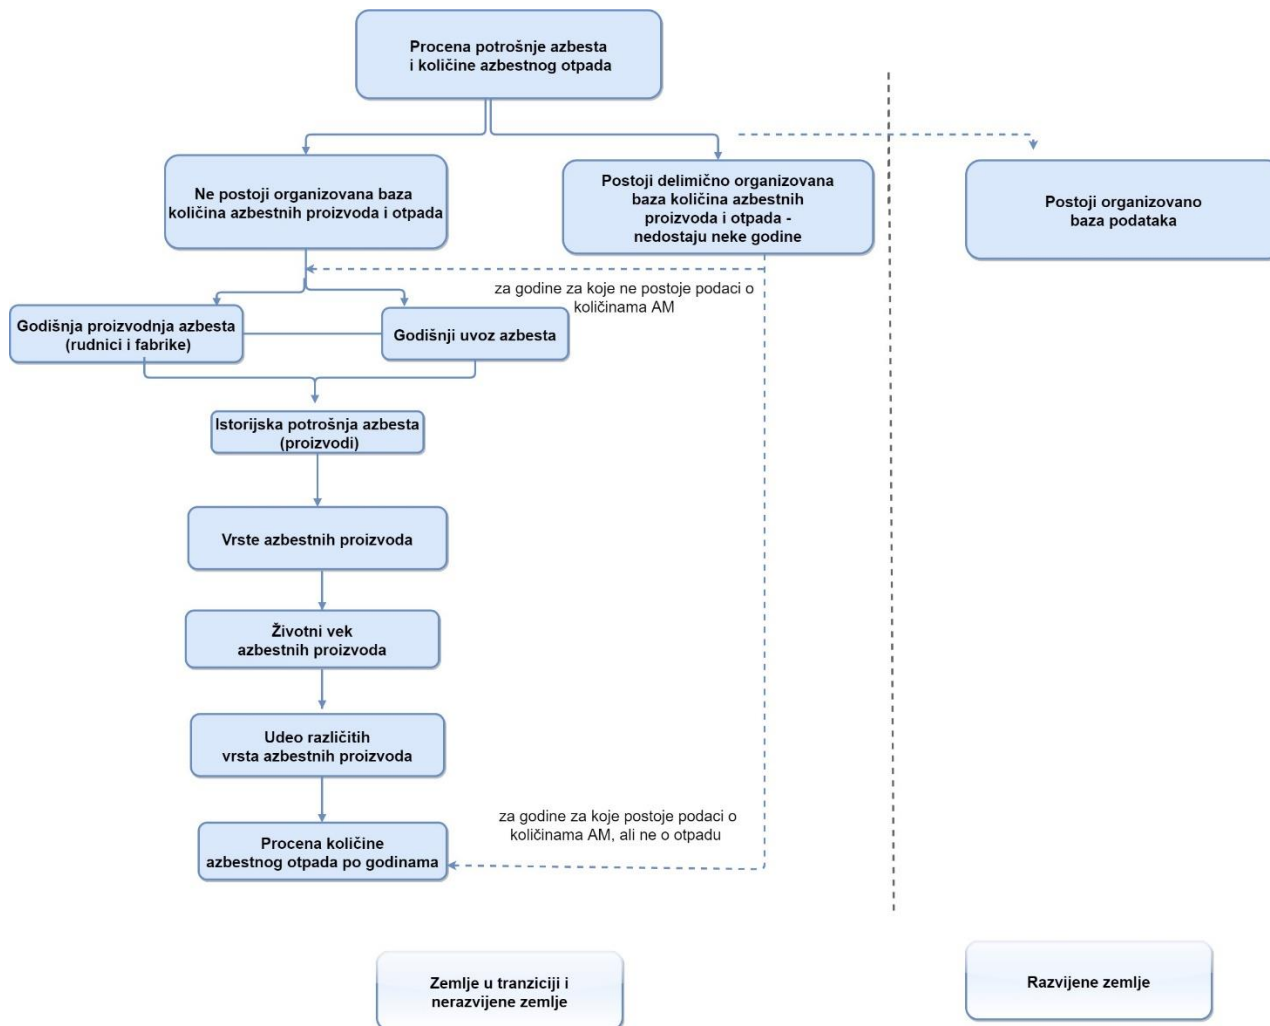 Procena potrošnje azbesta
i količine azbestnog otpada
Ne postoji organizovana baza
količina azbestnih proizvoda i otpada
Postoji delimično organizovana
baza količina azbestnih
proizvoda i otpada -
nedostaju neke godine
Postoji organizovano
baza podataka
za godine za koje ne postoje podaci o
količinama AM
Godišnja proizvodnja azbesta
(rudnici i fabrike)
Godišnji uvoz azbesta
Istorijska potrošnja azbesta
(proizvodi)
Vrste azbestnih proizvoda
Životni vek
azbestnih proizvoda
Udeo različitih
vrsta azbestnih proizvoda
za godine za koje postoje podaci o
količinama AM, ali ne o otpadu
Procena količine
azbestnog otpada po godinama
Zemlje u tranziciji i
nerazvijene zemlje
Razvijene zemlje